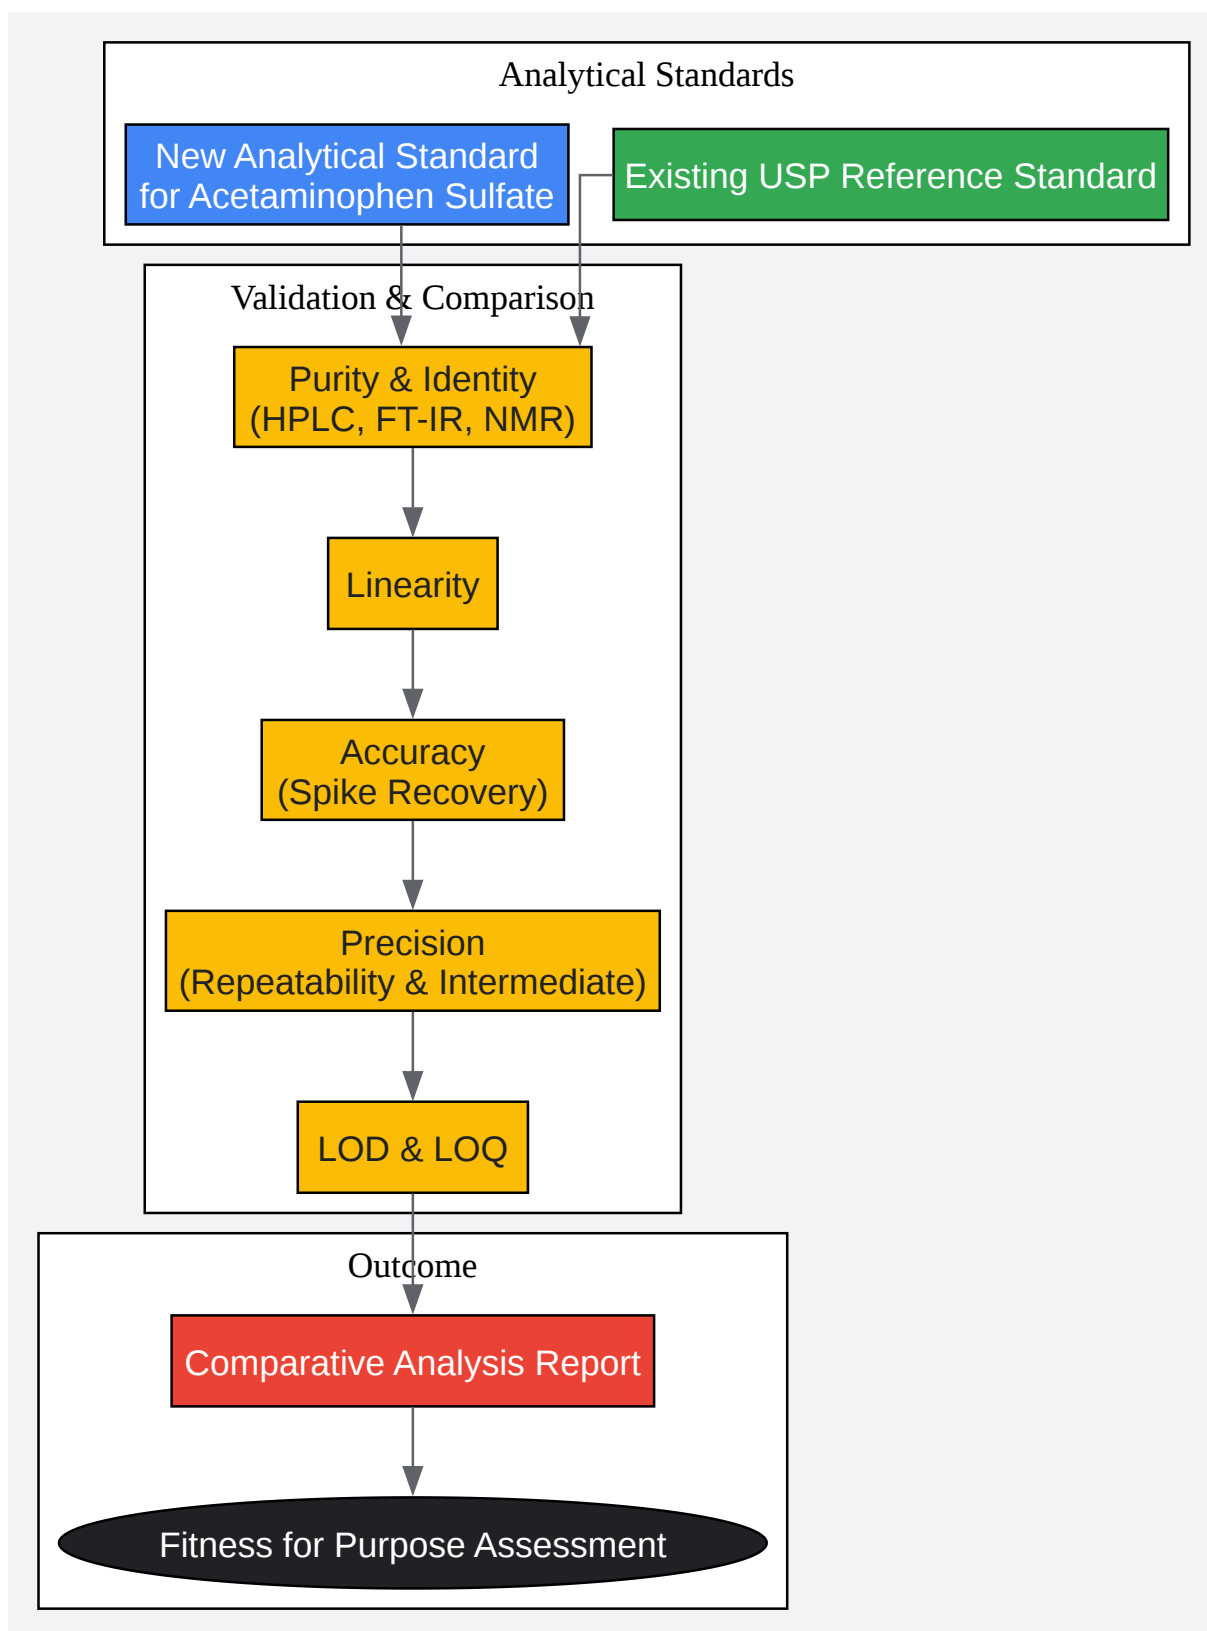 Analytical Standards
New Analytical Standard
for Acetaminophen Sulfate
Existing USP Reference Standard
Validation & Comparison
Purity & Identity
(HPLC, FT-IR, NMR)
Linearity
Accuracy
(Spike Recovery)
Precision
(Repeatability & Intermediate)
LOD & LOQ
Outcome
Comparative Analysis Report
Fitness for Purpose Assessment